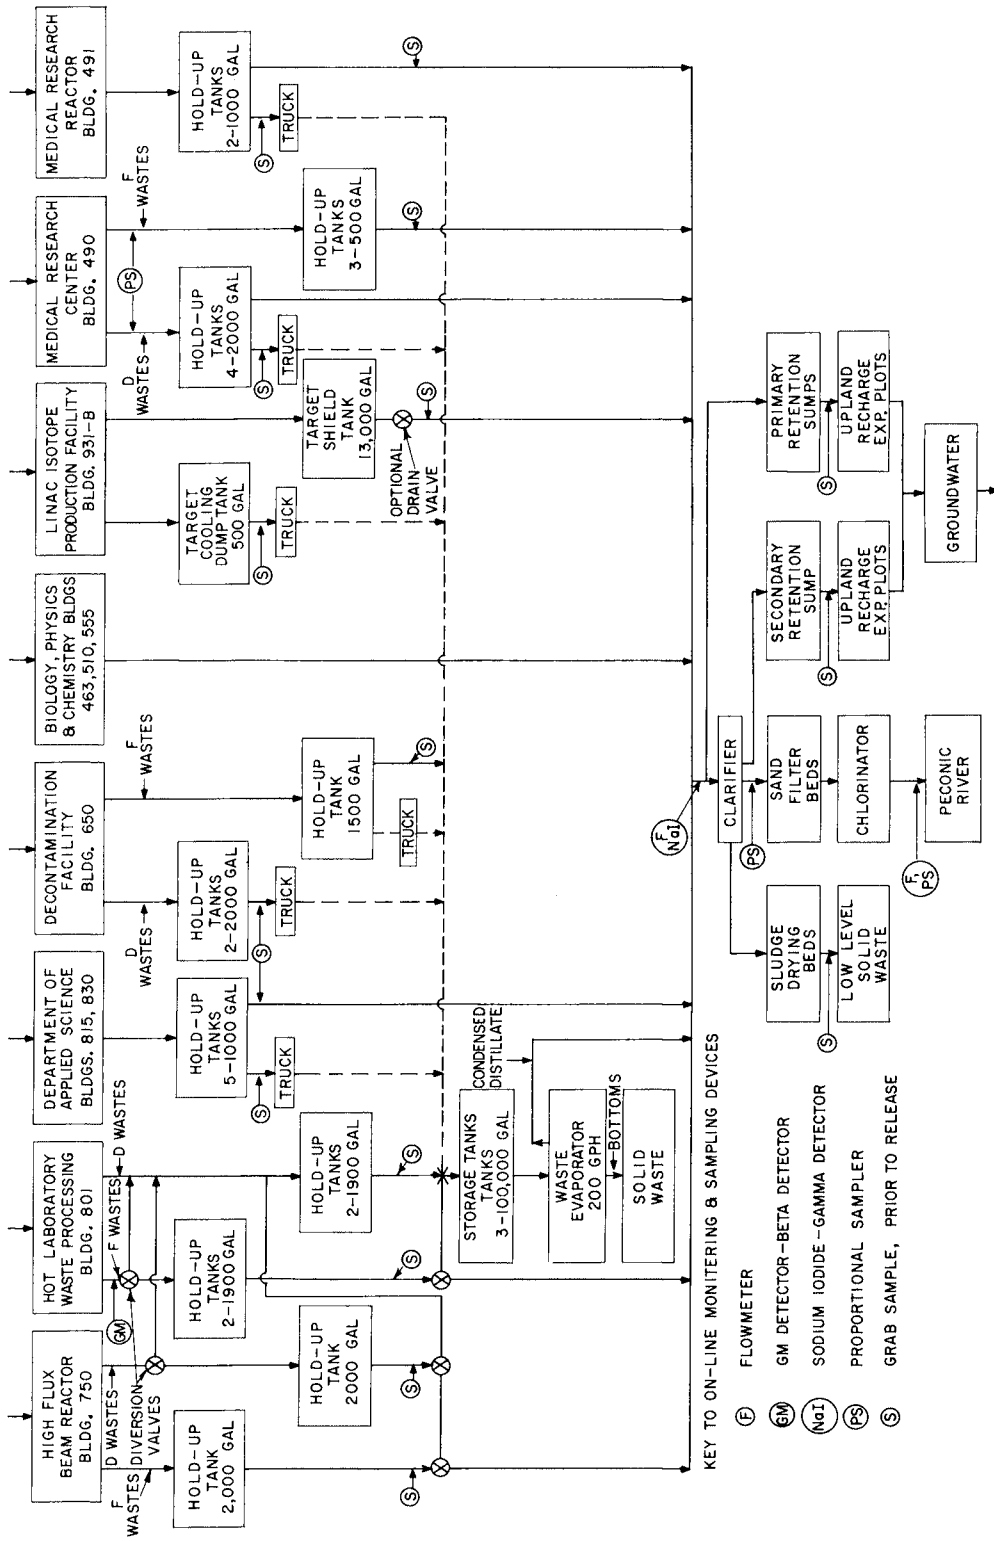 HIGH FLUX
BEAM REACTOR
BLDG. 750
HOT LABORATORY
WASTE PROCESSING
BLDG. 801
DEPARTMENT OF
APPLIED SCIENCE
BLDGS. 815, 830
DECONTAMINATION
FACILITY
BLDG. 650
BIOLOGY, PHYSICS
& CHEMISTRY BLDGS
463,510,555
LINAC ISOTOPE
PRODUCTION FACILITY
BLDG. 931-B
MEDICAL RESEARCH
CENTER
BLDG. 490
MEDICAL RESEARCH
REACTOR
BLDG. 491
F
WASTES
D WASTES
DIVERSION
VALVES
GM
F WASTES
D WASTES
D
WASTES
F
WASTES
D
WASTES
PS
F
WASTES
HOLD-UP
TANK
2,000 GAL
HOLD-UP
TANKS
2-1900 GAL
HOLD-UP
TANKS
5-1000 GAL
HOLD-UP
TANKS
2-2000 GAL
TARGET
COOLING
DUMP TANK
500 GAL
HOLD-UP
TANKS
4-2000 GAL
HOLD-UP
TANKS
2-1000 GAL
S
TRUCK
S
TRUCK
S
TRUCK
S
TRUCK
S
TRUCK
HOLD-UP
TANK
2000 GAL
HOLD-UP
TANKS
2-1900 GAL
HOLD-UP
TANK
1500 GAL
TARGET
SHIELD
TANK
13,000 GAL
HOLD-UP
TANKS
3-500 GAL
S
S
S
S
TRUCK
S
OPTIONAL
DRAIN
VALVE
S
S
S
S
STORAGE TANKS
TANKS
3-100,000 GAL
CONDENSED
DISTILLATE
WASTE
EVAPORATOR
200 GPH
BOTTOMS
SOLID
WASTE
F
NaI
CLARIFIER
PS
SLUDGE
DRYING
BEDS
SAND
FILTER
BEDS
SECONDARY
RETENTION
SUMP
PRIMARY
RETENTION
SUMPS
S
S
S
LOW LEVEL
SOLID
WASTE
CHLORINATOR
UPLAND
RECHARGE
EXP. PLOTS
UPLAND
RECHARGE
EXP. PLOTS
F,
PS
PECONIC
RIVER
GROUNDWATER
KEY TO ON-LINE MONITERING & SAMPLING DEVICES
F FLOWMETER
GM GM DETECTOR-BETA DETECTOR
NaI SODIUM IODIDE-GAMMA DETECTOR
PS PROPORTIONAL SAMPLER
S GRAB SAMPLE, PRIOR TO RELEASE